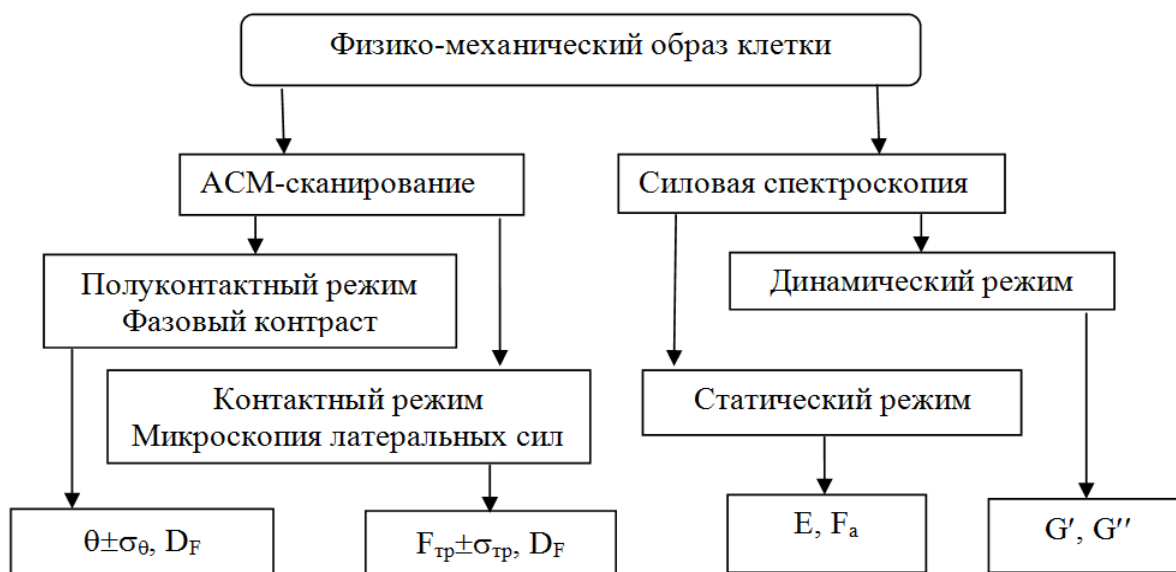 Физико-механический образ клетки
АСМ-сканирование
Силовая спектроскопия
Полуконтактный режим
Фазовый контраст
Динамический режим
Контактный режим
Микроскопия латеральных сил
Статический режим
θ±σθ, DF
Fтр±σтр, DF
E, Fа
G′, G′′